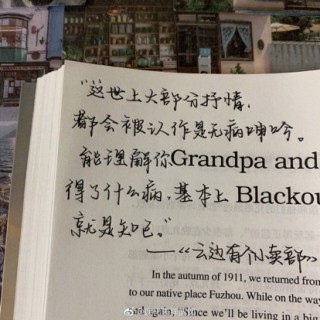 “这世上大部分抒情，
都会被认作是无病呻吟。
能理解你Grandpa and
得了什么病，基本上 Blackou
就是知己。”
——《云边有个小卖部》
In the autumn of 1911, we returned from
to our native place Fuzhou. While on the way
and again, "Since we'll be living in a big